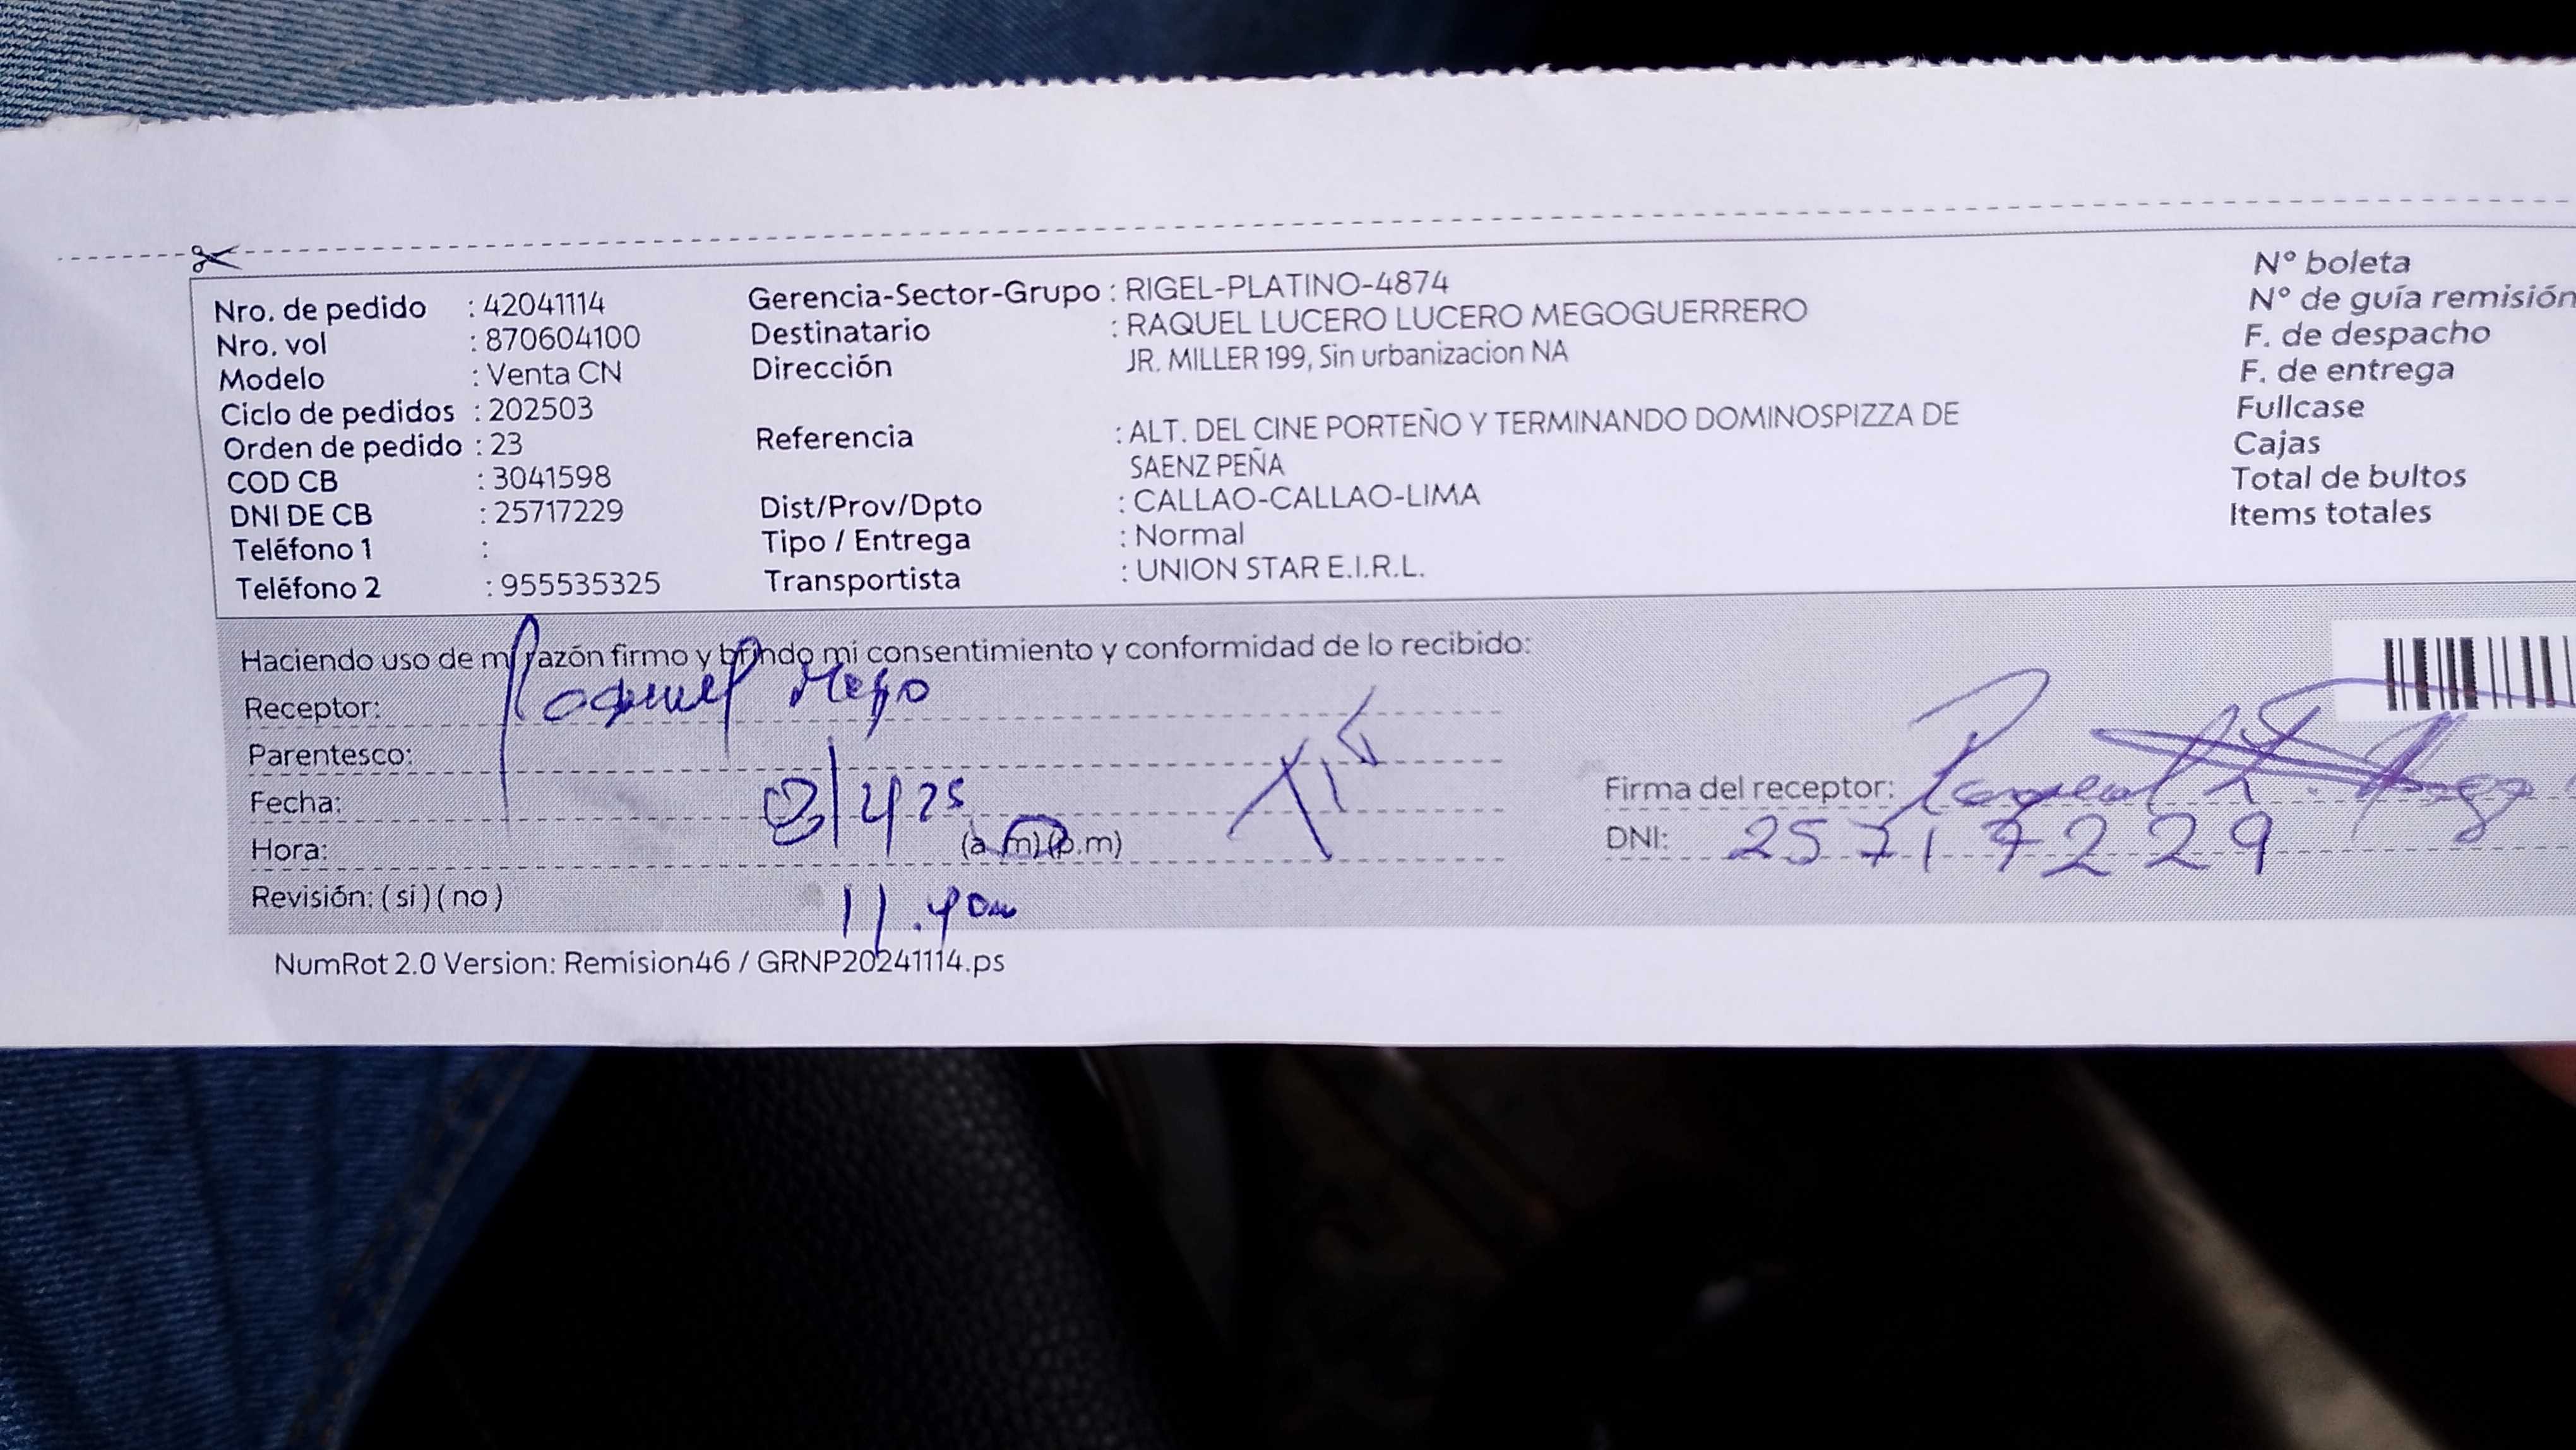 Nro. de pedido : 42041114
Nro. vol : 870604100
Modelo : Venta CN
Ciclo de pedidos : 202503
Orden de pedido : 23
COD CB : 3041598
DNI DE CB : 25717229
Teléfono 1 :
Teléfono 2 : 955535325
Gerencia-Sector-Grupo : RIGEL-PLATINO-4874
Destinatario : RAQUEL LUCERO LUCERO MEGOGUERRERO
Dirección JR. MILLER 199, Sin urbanizacion NA
Referencia : ALT. DEL CINE PORTEÑO Y TERMINANDO DOMINOSPIZZA DE
SAENZ PEÑA
Dist/Prov/Dpto : CALLAO-CALLAO-LIMA
Tipo / Entrega : Normal
Transportista : UNION STAR E.I.R.L.
N° boleta
N° de guía remisión
F. de despacho
F. de entrega
Fullcase
Cajas
Total de bultos
Items totales
Haciendo uso de mi razón firmo y brindo mi consentimiento y conformidad de lo recibido:
Receptor: Raquel Mego
Parentesco:
Fecha:
Hora: (a.m)(p.m)
Revisión: ( si ) ( no )
11.40am
Firma del receptor: Raquel L. Mego
DNI: 25717229
NumRot 2.0 Version: Remision46 / GRNP20241114.ps